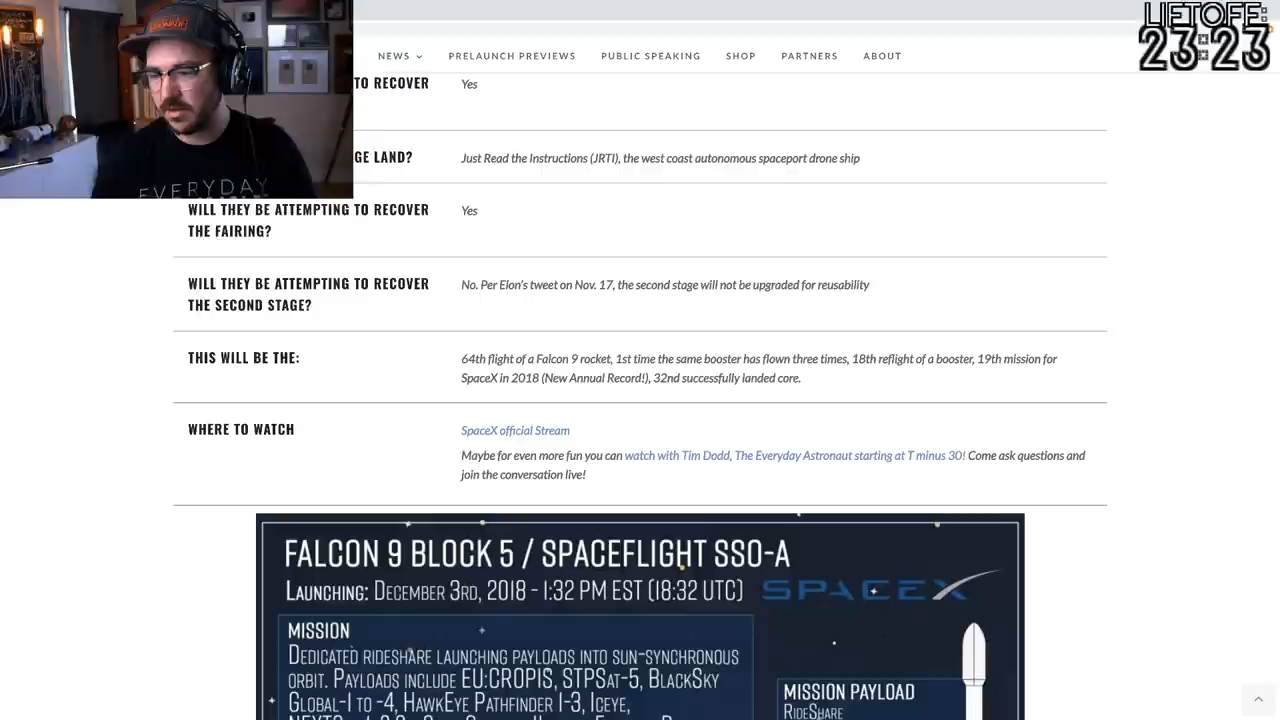 LIFTOFF:
23:23
NEWS
PRELAUNCH PREVIEWS
PUBLIC SPEAKING
SHOP
PARTNERS
ABOUT
TO RECOVER
Yes
GE LAND?
Just Read the Instructions (JRTI), the west coast autonomous spaceport drone ship
EVERYDAY
WILL THEY BE ATTEMPTING TO RECOVER
THE FAIRING?
Yes
WILL THEY BE ATTEMPTING TO RECOVER
THE SECOND STAGE?
No. Per Elon's tweet on Nov. 17, the second stage will not be upgraded for reusability
THIS WILL BE THE:
64th flight of a Falcon 9 rocket, 1st time the same booster has flown three times, 18th reflight of a booster, 19th mission for
SpaceX in 2018 (New Annual Record!), 32nd successfully landed core.
WHERE TO WATCH
SpaceX official Stream
Maybe for even more fun you can watch with Tim Dodd, The Everyday Astronaut starting at T minus 30! Come ask questions and
join the conversation live!
FALCON 9 BLOCK 5 / SPACEFLIGHT SSO-A
LAUNCHING: DECEMBER 3RD, 2018 - 1:32 PM EST (18:32 UTC)
SPACEX
MISSION
DEDICATED RIDESHARE LAUNCHING PAYLOADS INTO SUN-SYNCHRONOUS
ORBIT. PAYLOADS INCLUDE EU:CROPIS, STPSAT-5, BLACKSKY
GLOBAL-1 TO -4, HAWKEYE PATHFINDER 1-3, ICEYE,
MISSION PAYLOAD
RIDESHARE